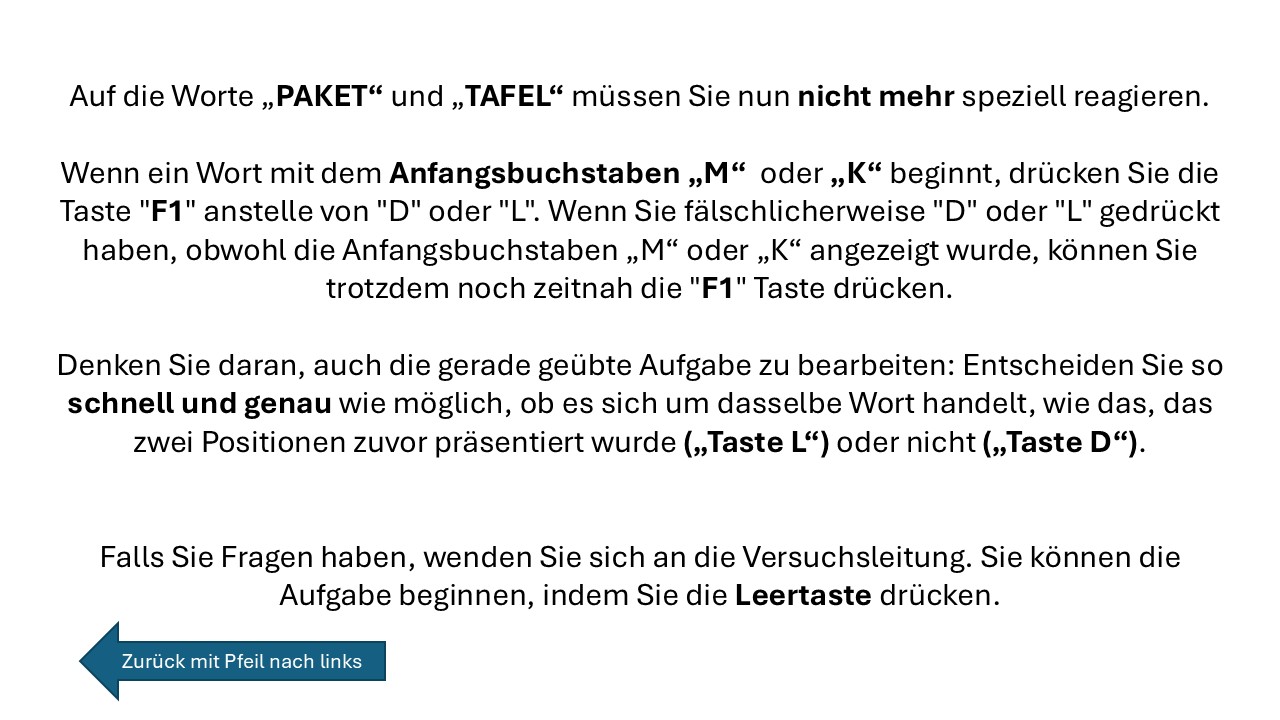 Auf die Worte „PAKET“ und „TAFEL“ müssen Sie nun nicht mehr speziell reagieren.
Wenn ein Wort mit dem Anfangsbuchstaben „M“  oder „K“ beginnt, drücken Sie die
Taste "F1" anstelle von "D" oder "L". Wenn Sie fälschlicherweise "D" oder "L" gedrückt
haben, obwohl die Anfangsbuchstaben „M“ oder „K“ angezeigt wurde, können Sie
trotzdem noch zeitnah die "F1" Taste drücken.
Denken Sie daran, auch die gerade geübte Aufgabe zu bearbeiten: Entscheiden Sie so
schnell und genau wie möglich, ob es sich um dasselbe Wort handelt, wie das, das
zwei Positionen zuvor präsentiert wurde („Taste L“) oder nicht („Taste D“).
Falls Sie Fragen haben, wenden Sie sich an die Versuchsleitung. Sie können die
Aufgabe beginnen, indem Sie die Leertaste drücken.
Zurück mit Pfeil nach links